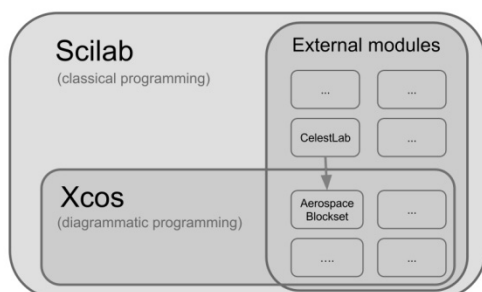 Scilab
(classical programming)
External modules
... ...
CelestLab ...
Xcos
(diagrammatic programming)
Aerospace
Blockset
...
.... ...